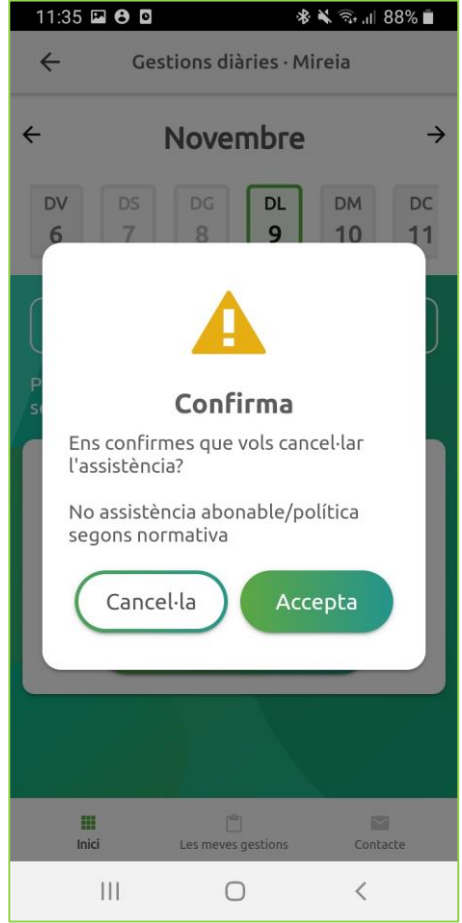 11:35 88%
Gestions diàries · Mireia
Novembre
DV DS DG DL DM DC
6 7 8 9 10 11
Confirma
Ens confirmes que vols cancel·lar
l'assistència?
No assistència abonable/política
segons normativa
Cancel·la Accepta
Inici Les meves gestions Contacte